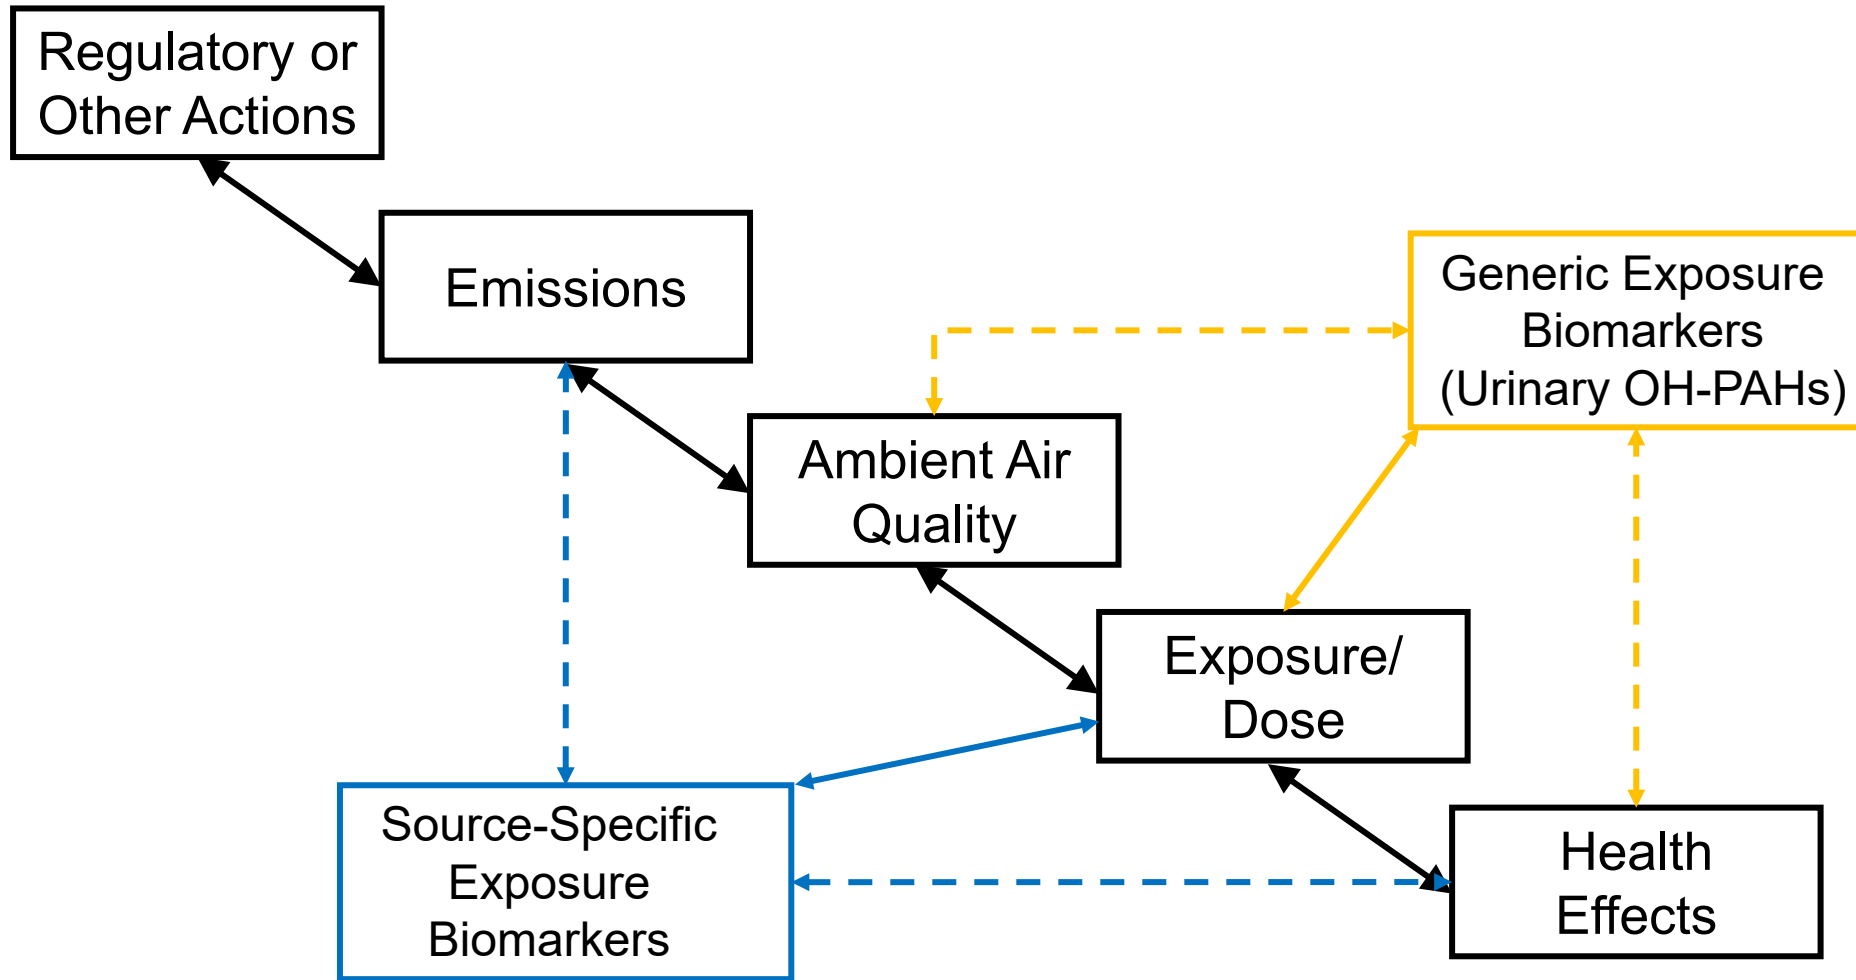 Regulatory or
Other Actions
Emissions
Generic Exposure
Biomarkers
(Urinary OH-PAHs)
Ambient Air
Quality
Exposure/
Dose
Source-Specific
Exposure
Biomarkers
Health
Effects